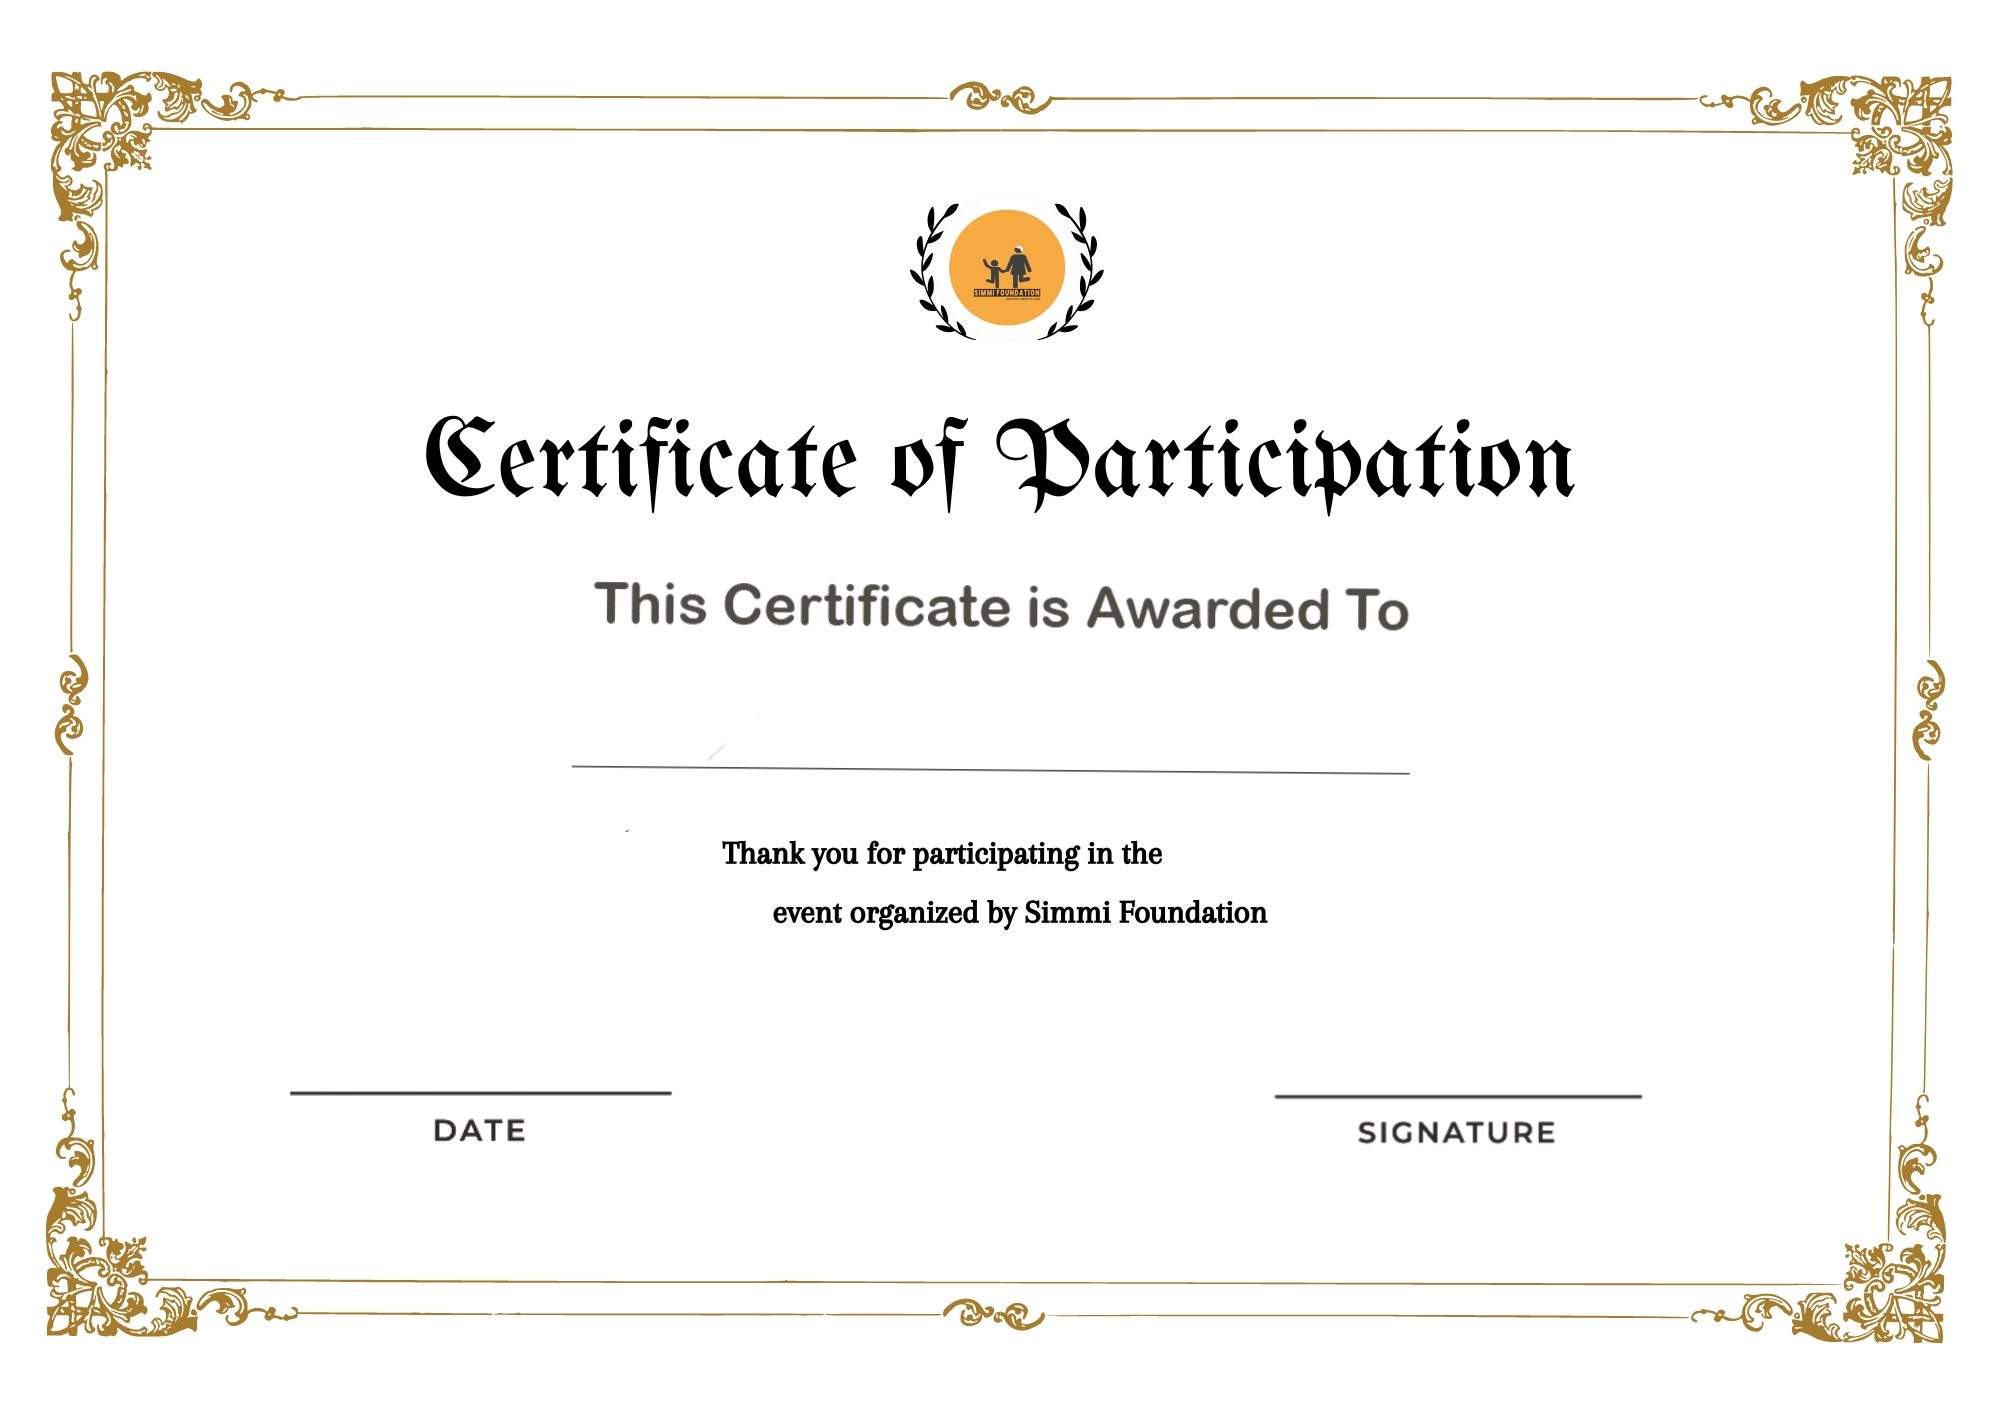 SIMMI FOUNDATION
Certificate of Participation
This Certificate is Awarded To
Thank you for participating in the
event organized by Simmi Foundation
DATE
SIGNATURE